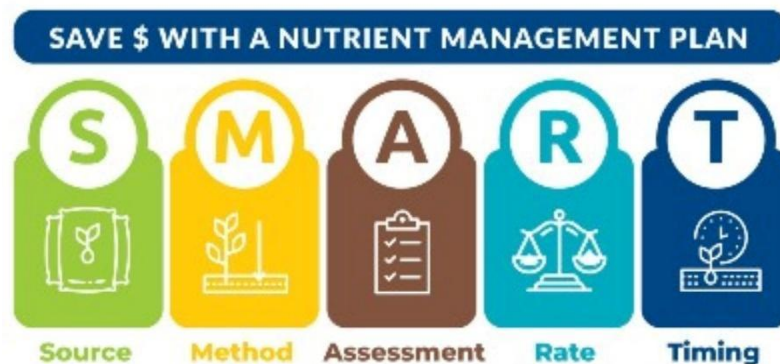 SAVE $ WITH A NUTRIENT MANAGEMENT PLAN
S M A R T
Source Method Assessment Rate Timing